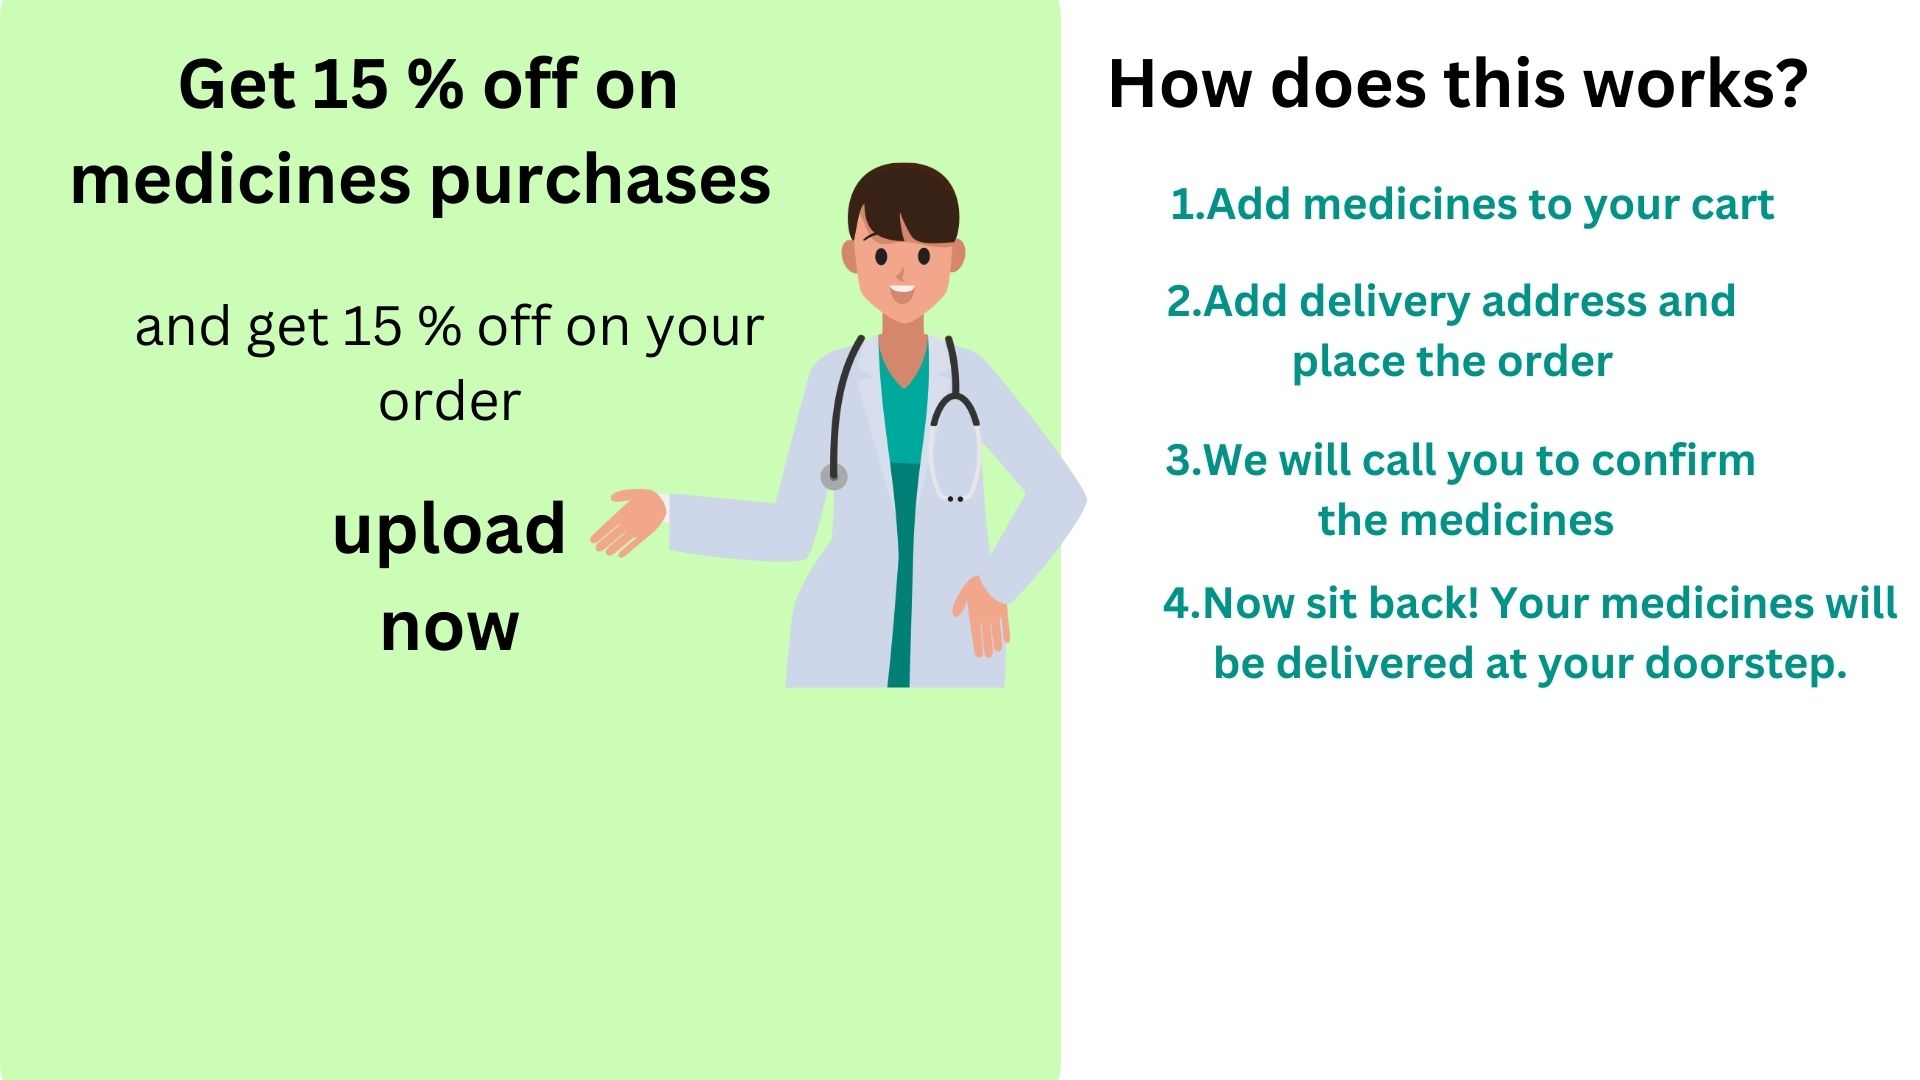 Get 15 % off on
medicines purchases
and get 15 % off on your
order
upload
now
How does this works?
1.Add medicines to your cart
2.Add delivery address and
place the order
3.We will call you to confirm
the medicines
4.Now sit back! Your medicines will
be delivered at your doorstep.